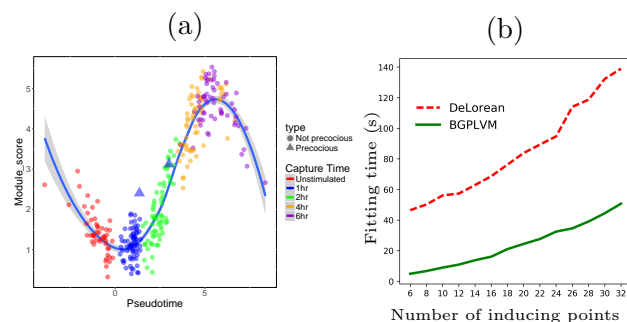 (a)
Module_score
5
4
3
2
1
0
5
Pseudotime
type
Not precocious
Precocious
Capture Time
Unstimulated
1hr
2hr
4hr
6hr
(b)
Fitting time (s)
140
120
100
80
60
40
20
0
DeLorean
BGPLVM
6 8 10 12 14 16 18 20 22 24 26 28 30 32
Number of inducing points